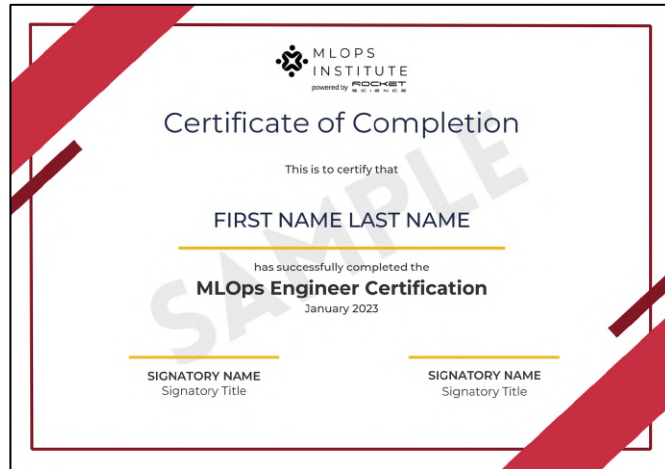 MLOPS
INSTITUTE
powered by ROCKET
SCIENCE
Certificate of Completion
This is to certify that
FIRST NAME LAST NAME
has successfully completed the
MLOps Engineer Certification
January 2023
SAMPLE
SIGNATORY NAME
Signatory Title
SIGNATORY NAME
Signatory Title